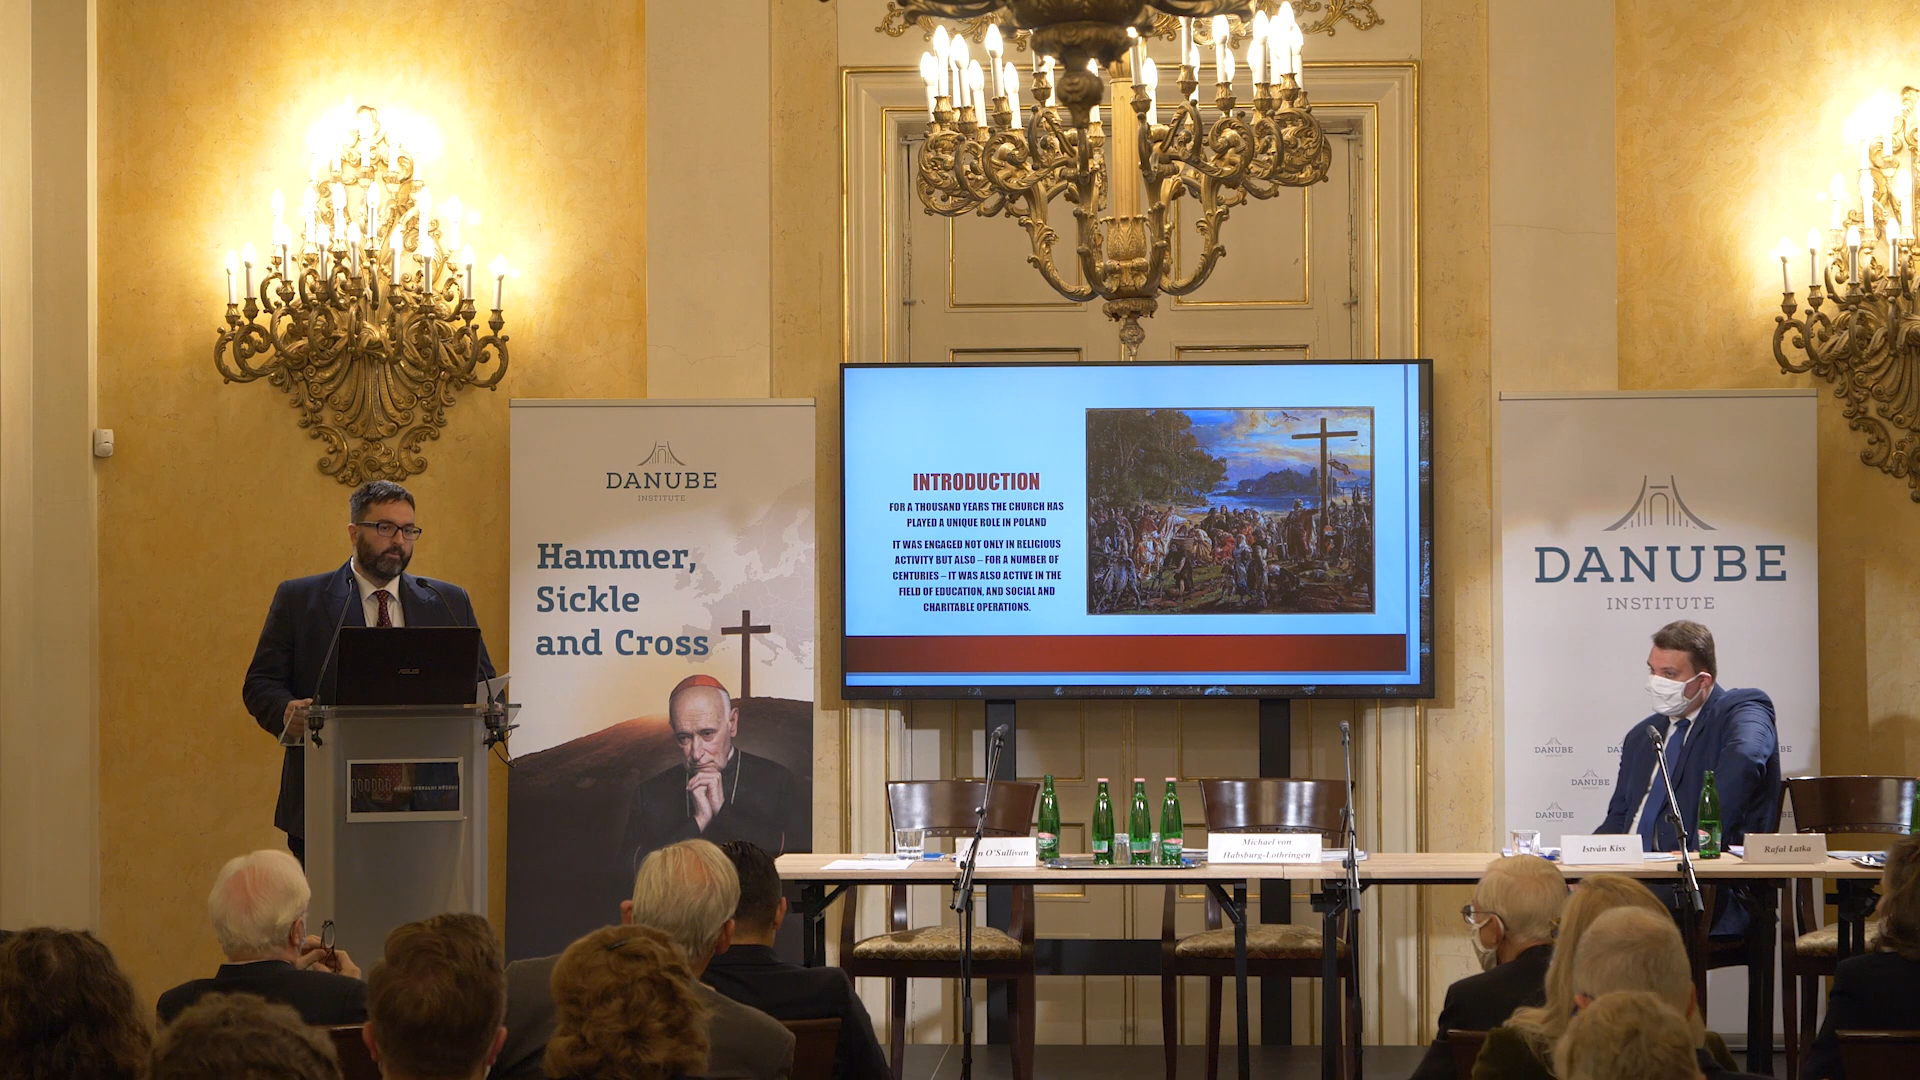 DANUBE
INSTITUTE
Hammer,
Sickle
and Cross
INTRODUCTION
FOR A THOUSAND YEARS THE CHURCH HAS
PLAYED A UNIQUE ROLE IN POLAND
IT WAS ENGAGED NOT ONLY IN RELIGIOUS
ACTIVITY BUT ALSO – FOR A NUMBER OF
CENTURIES – IT WAS ALSO ACTIVE IN THE
FIELD OF EDUCATION, AND SOCIAL AND
CHARITABLE OPERATIONS.
DANUBE
INSTITUTE
DANUBE
DANUBE
DANUBE
O'Sullivan
Michael von
Habsburg-Lothringen
István Kiss
Rafał Łatka